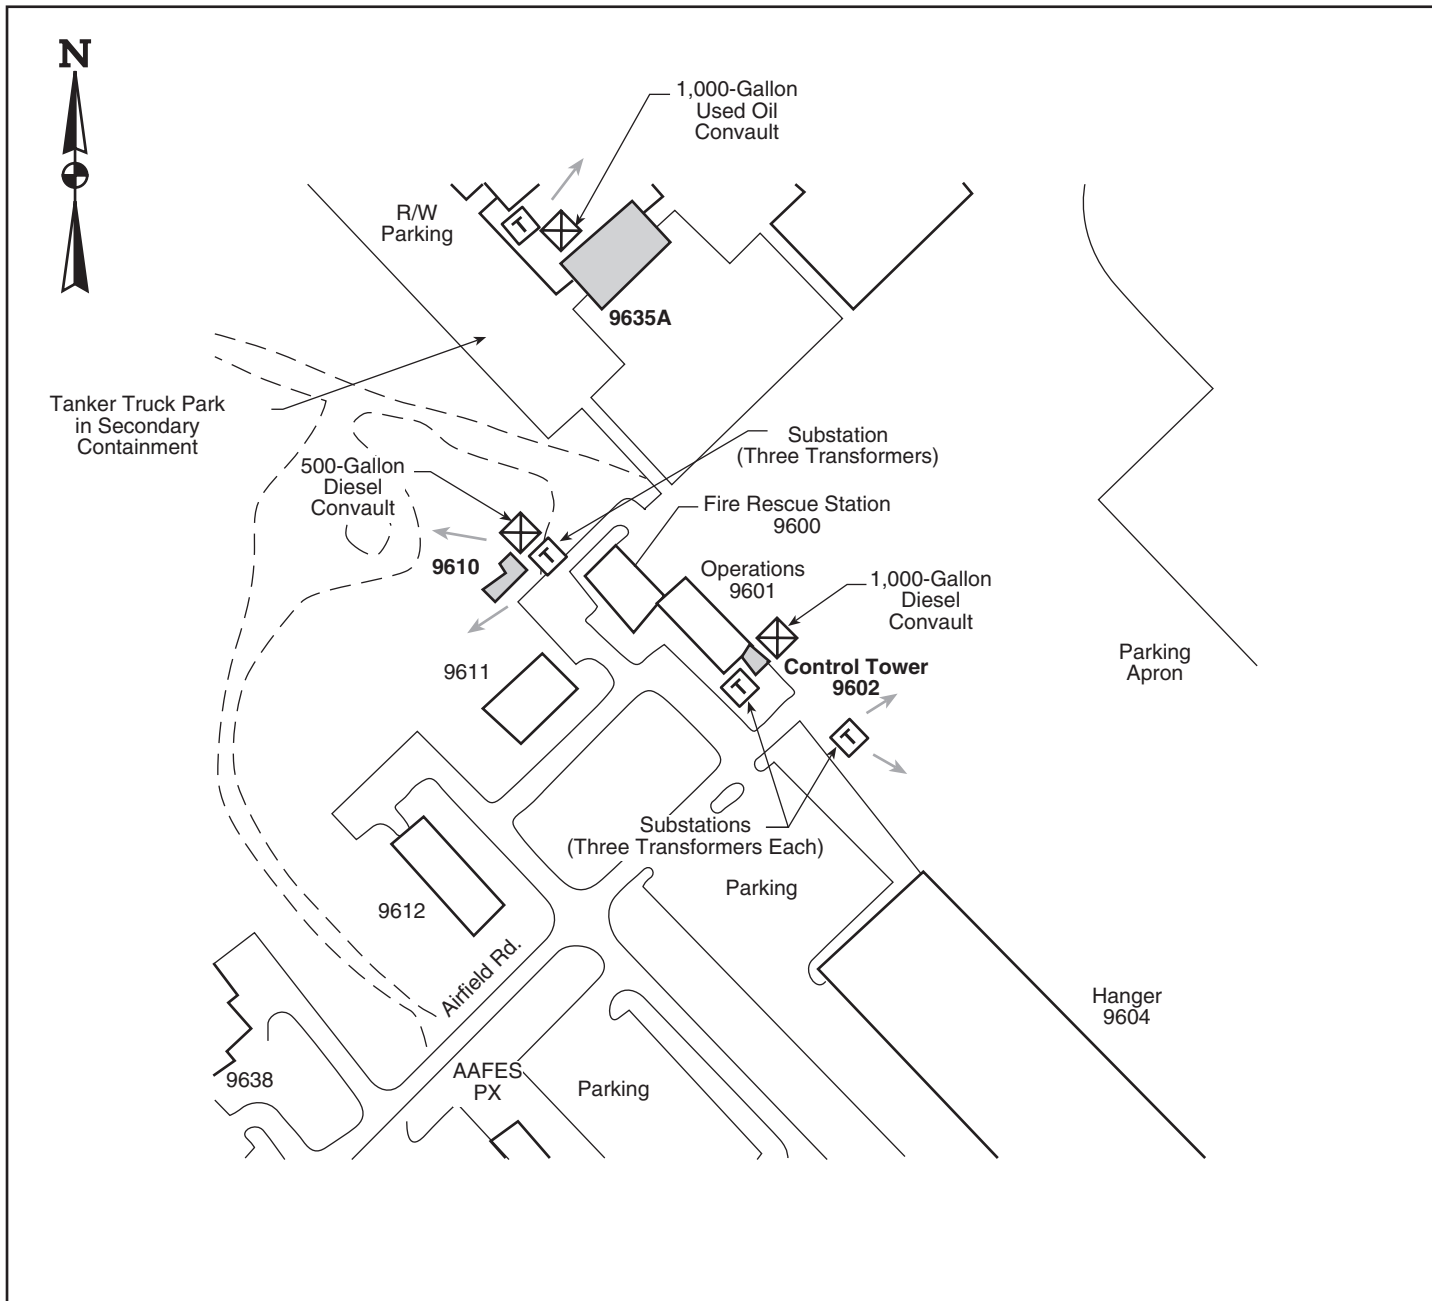 N
1,000-Gallon
Used Oil
Convault
R/W
Parking
T
9635A
Tanker Truck Park
in Secondary
Containment
Substation
(Three Transformers)
500-Gallon
Diesel
Convault
Fire Rescue Station
9600
T
9610
Operations
9601
1,000-Gallon
Diesel
Convault
Parking
Apron
9611
Control Tower
9602
T
T
Substations
(Three Transformers Each)
Parking
9612
Airfield Rd.
Hanger
9604
9638
AAFES
PX
Parking